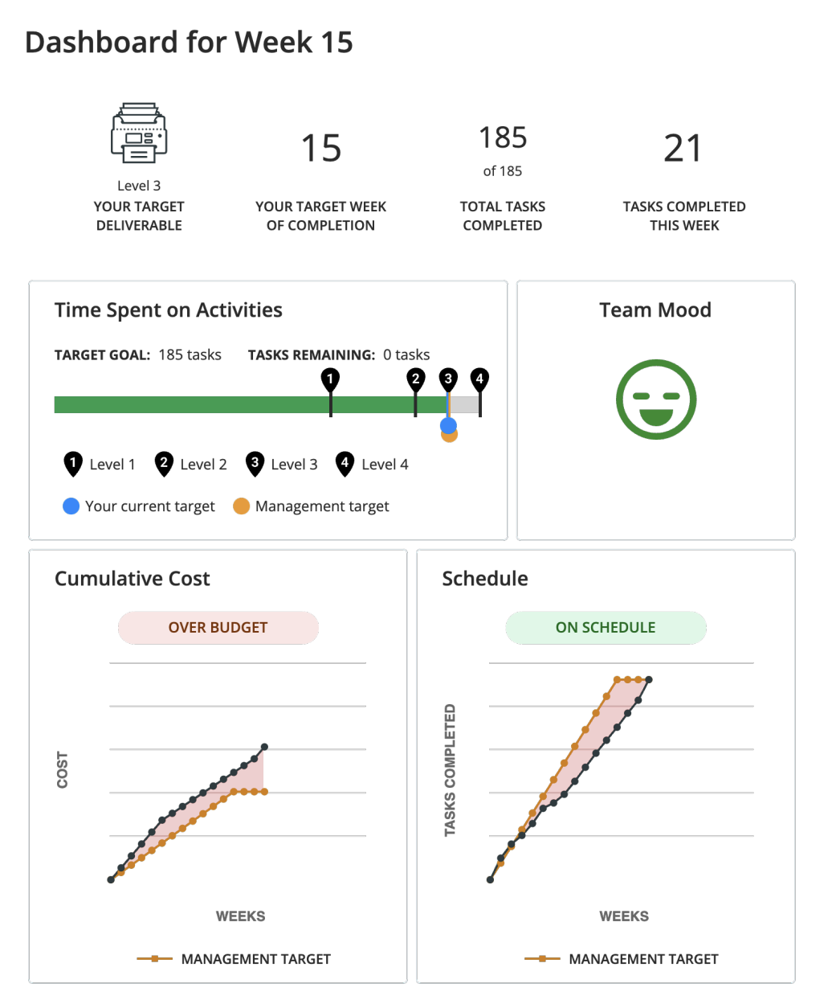 Dashboard for Week 15
Level 3
YOUR TARGET
DELIVERABLE
15
YOUR TARGET WEEK
OF COMPLETION
185
of 185
TOTAL TASKS
COMPLETED
21
TASKS COMPLETED
THIS WEEK
Time Spent on Activities
TARGET GOAL: 185 tasks TASKS REMAINING: 0 tasks
1 2 3 4
1 Level 1 2 Level 2 3 Level 3 4 Level 4
Your current target Management target
Team Mood
Cumulative Cost
OVER BUDGET
COST
WEEKS
MANAGEMENT TARGET
Schedule
ON SCHEDULE
TASKS COMPLETED
WEEKS
MANAGEMENT TARGET